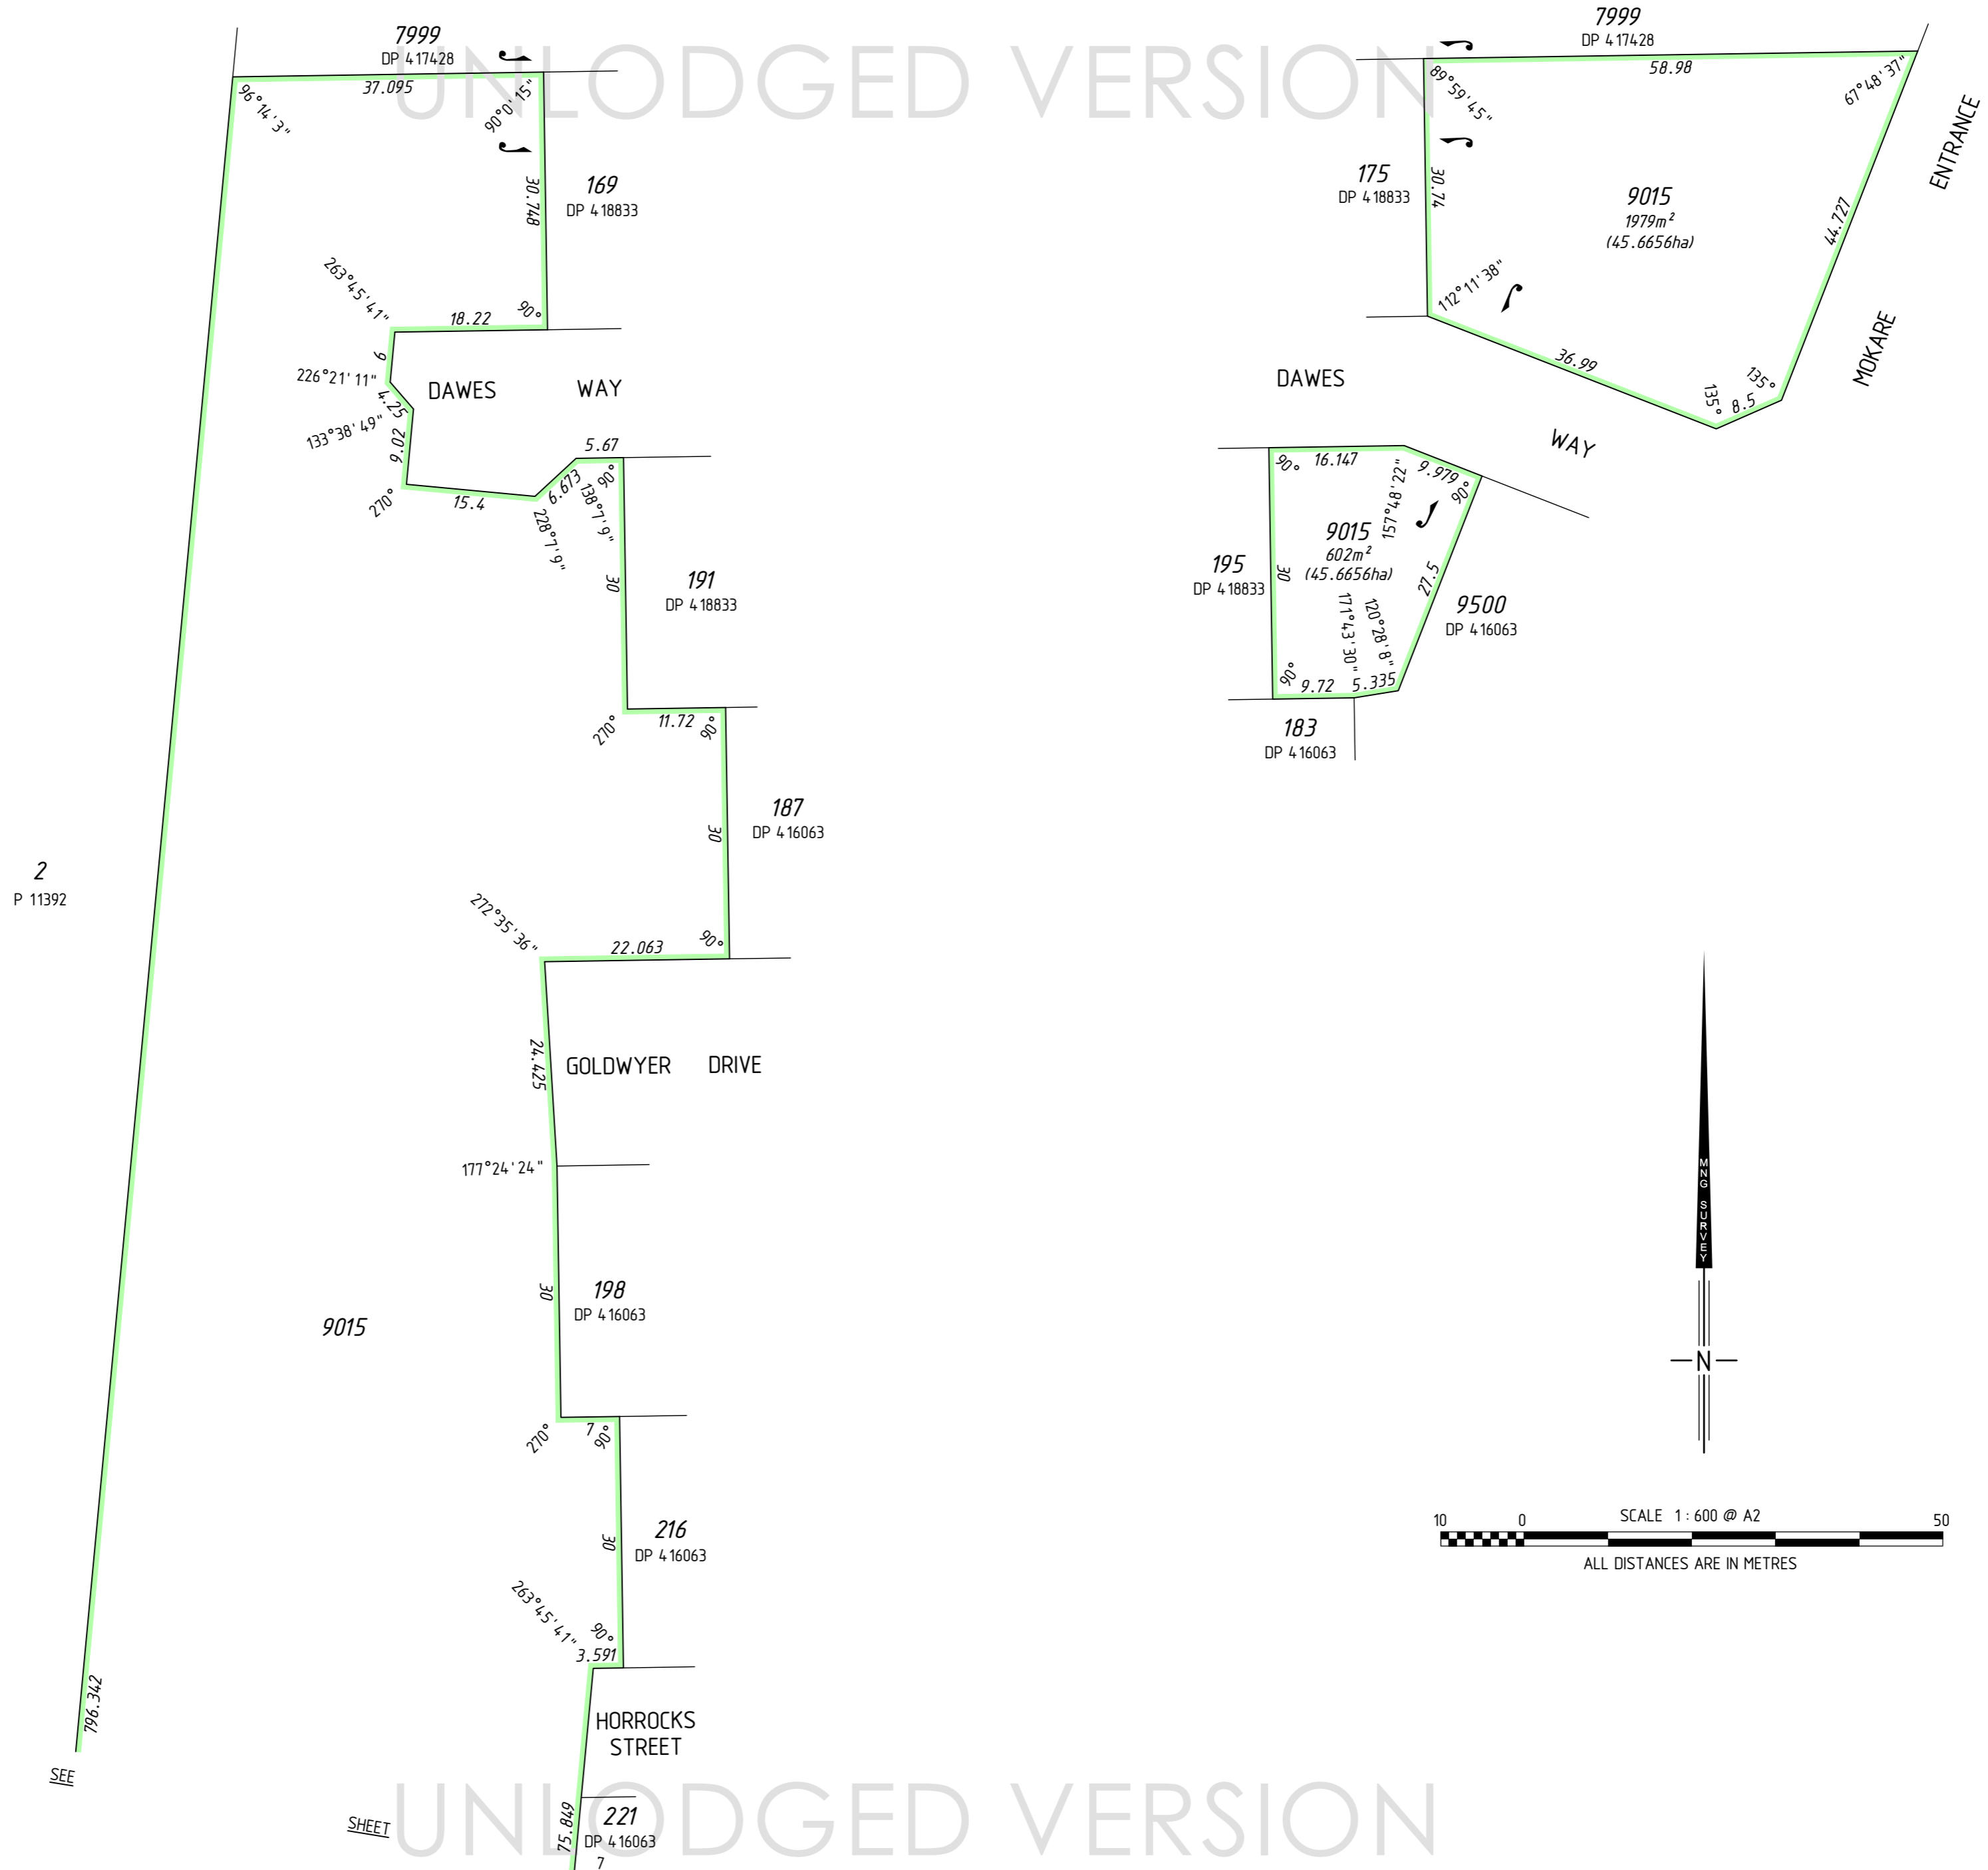 UNLODGED VERSION
7999
DP 417428
37.095
96°14'3"
90°0'15"
30.748
169
DP 418833
263°45'41"
18.22
90°
6
226°21'11"
4.25
133°38'49"
9.02
DAWES WAY
270°
15.4
6.673
5.67
138°7'9"
90°
228°7'9"
30
191
DP 418833
270°
11.72
90°
30
187
DP 416063
2
P 11392
272°35'36"
22.063
90°
24.425
GOLDWYER DRIVE
177°24'24"
30
198
DP 416063
9015
270°
7
90°
30
216
DP 416063
263°45'41"
90°
3.591
HORROCKS
STREET
796.342
75.849
221
DP 416063
7
SEE
SHEET
UNLODGED VERSION
7999
DP 417428
58.98
89°59'45"
67°48'37"
175
DP 418833
30.74
9015
1979m²
(45.6656ha)
44.727
ENTRANCE
MOKARE
112°11'38"
36.99
135°
8.5
135°
DAWES
WAY
90°
16.147
157°48'22"
9.979
90°
195
DP 418833
30
9015
602m²
(45.6656ha)
27.5
9500
DP 416063
171°43'30"
120°28'8"
90°
9.72
5.335
183
DP 416063
MNG SURVEY
N
SCALE 1:600 @ A2
10 0 50
ALL DISTANCES ARE IN METRES